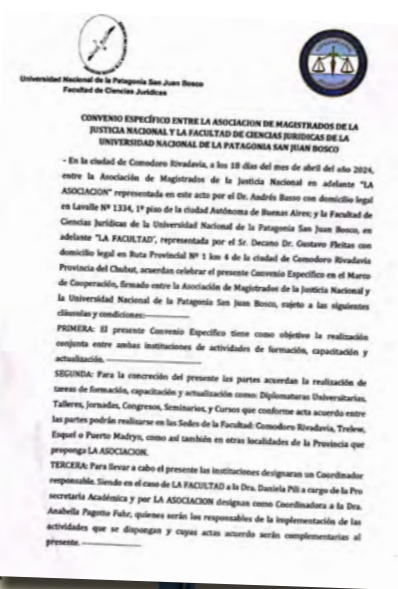 Universidad Nacional de la Patagonia San Juan Bosco
Facultad de Ciencias Jurídicas
CONVENIO ESPECÍFICO ENTRE LA ASOCIACION DE MAGISTRADOS DE LA
JUSTICIA NACIONAL Y LA FACULTAD DE CIENCIAS JURIDICAS DE LA
UNIVERSIDAD NACIONAL DE LA PATAGONIA SAN JUAN BOSCO
- En la ciudad de Comodoro Rivadavia, a los 18 días del mes de abril del año 2024,
entre la Asociación de Magistrados de la Justicia Nacional en adelante "LA
ASOCIACION" representada en este acto por el Dr. Andrés Basso con domicilio legal
en Lavalle Nº 1334, 1º piso de la ciudad Autónoma de Buenos Aires; y la Facultad de
Ciencias Jurídicas de la Universidad Nacional de la Patagonia San Juan Bosco, en
adelante "LA FACULTAD", representada por el Sr. Decano Dr. Gustavo Fleitas con
domicilio legal en Ruta Provincial Nº 1 km 4 de la ciudad de Comodoro Rivadavia
Provincia del Chubut, acuerdan celebrar el presente Convenio Específico en el Marco
de Cooperación, firmado entre la Asociación de Magistrados de la Justicia Nacional y
la Universidad Nacional de la Patagonia San Juan Bosco, sujeto a las siguientes
cláusulas y condiciones:
PRIMERA: El presente Convenio Específico tiene como objetivo la realización
conjunta entre ambas instituciones de actividades de formación, capacitación y
actualización.
SEGUNDA: Para la concreción del presente las partes acuerdan la realización de
tareas de formación, capacitación y actualización como: Diplomaturas Universitarias,
Talleres, Jornadas, Congresos, Seminarios, y Cursos que conforme acta acuerdo entre
las partes podrán realizarse en las Sedes de la Facultad: Comodoro Rivadavia, Trelew,
Esquel o Puerto Madryn, como así también en otras localidades de la Provincia que
proponga LA ASOCIACION.
TERCERA: Para llevar a cabo el presente las instituciones designaran un Coordinador
responsable. Siendo en el caso de LA FACULTAD a la Dra. Daniela Pili a cargo de la Pro
secretaria Académica y por LA ASOCIACION designan como Coordinadora a la Dra.
Anabella Pagotto Fuhr, quienes serán los responsables de la implementación de las
actividades que se dispongan y cuyas actas acuerdo serán complementarias al
presente.